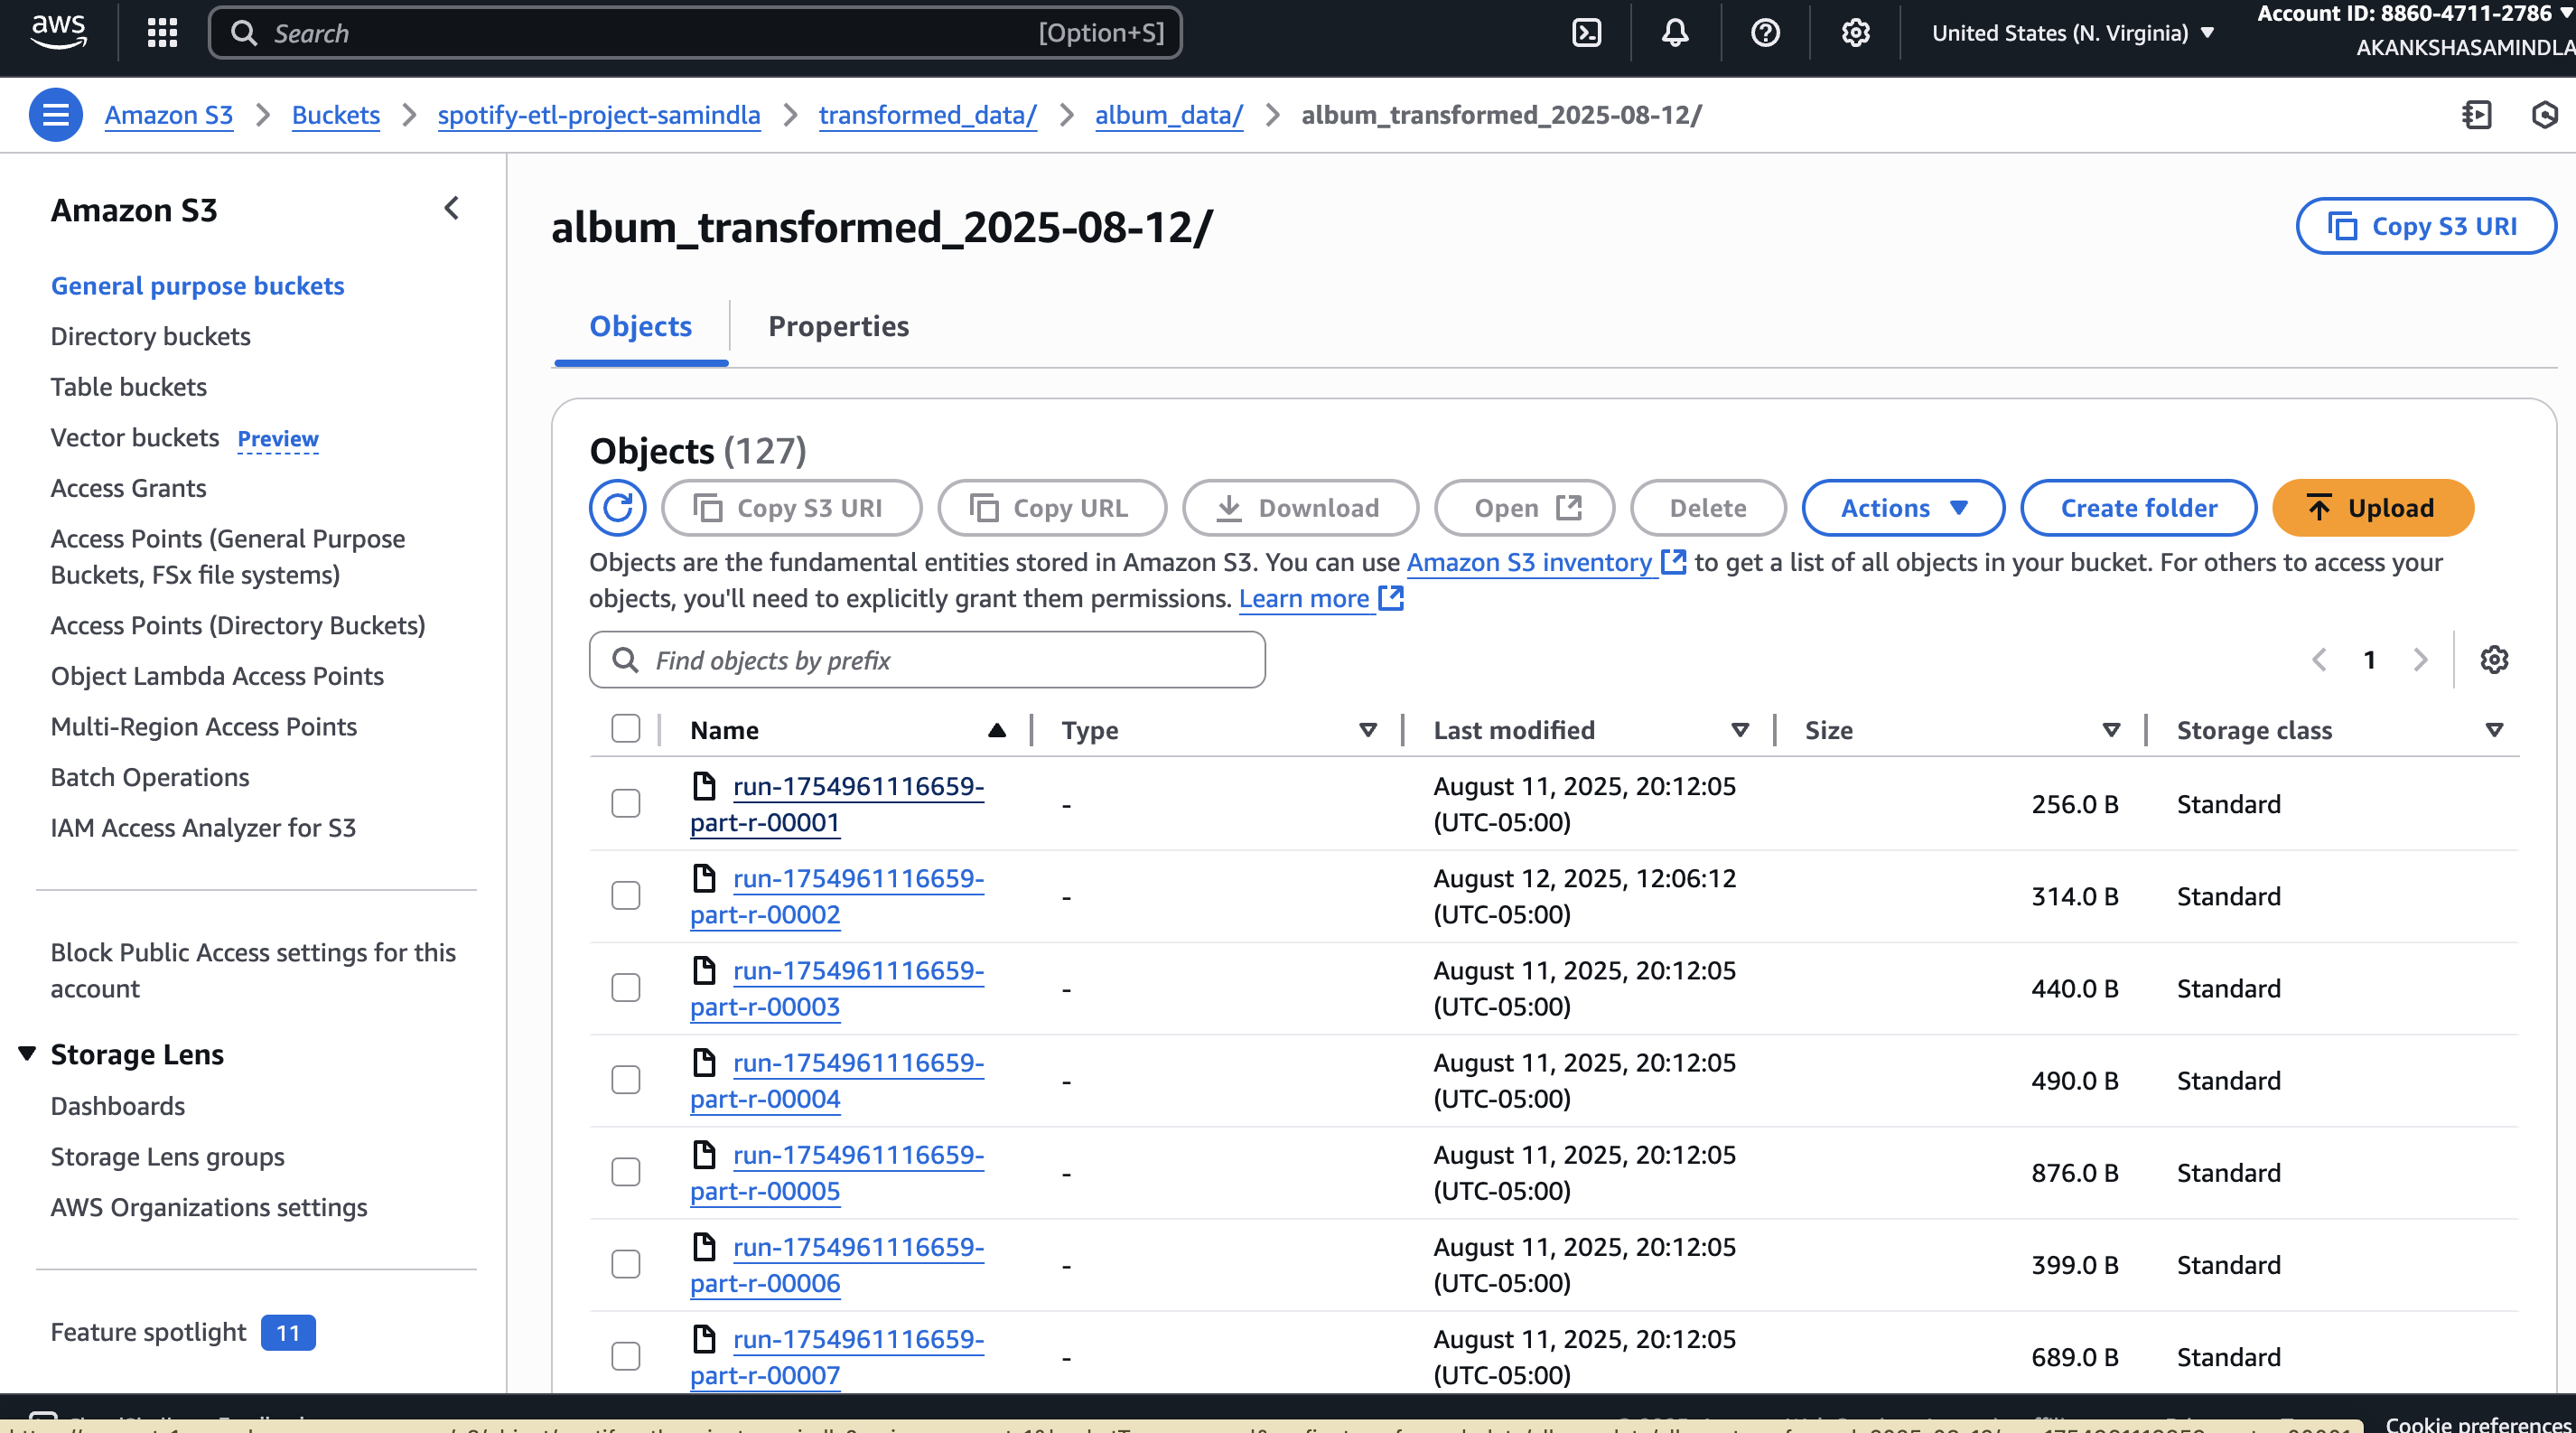 aws
Search
[Option+S]
United States (N. Virginia)
Account ID: 8860-4711-2786
AKANKSHASAMINDLA
Amazon S3
Buckets
spotify-etl-project-samindla
transformed_data/
album_data/
album_transformed_2025-08-12/
Amazon S3
General purpose buckets
Directory buckets
Table buckets
Vector buckets Preview
Access Grants
Access Points (General Purpose
Buckets, FSx file systems)
Access Points (Directory Buckets)
Object Lambda Access Points
Multi-Region Access Points
Batch Operations
IAM Access Analyzer for S3
Block Public Access settings for this
account
Storage Lens
Dashboards
Storage Lens groups
AWS Organizations settings
Feature spotlight 11
album_transformed_2025-08-12/
Copy S3 URI
Objects
Properties
Objects (127)
Copy S3 URI
Copy URL
Download
Open
Delete
Actions
Create folder
Upload
Objects are the fundamental entities stored in Amazon S3. You can use Amazon S3 inventory to get a list of all objects in your bucket. For others to access your
objects, you'll need to explicitly grant them permissions. Learn more
Find objects by prefix
1
Name Type Last modified Size Storage class
run-1754961116659- August 11, 2025, 20:12:05
part-r-00001 - (UTC-05:00) 256.0 B Standard
run-1754961116659- August 12, 2025, 12:06:12
part-r-00002 - (UTC-05:00) 314.0 B Standard
run-1754961116659- August 11, 2025, 20:12:05
part-r-00003 - (UTC-05:00) 440.0 B Standard
run-1754961116659- August 11, 2025, 20:12:05
part-r-00004 - (UTC-05:00) 490.0 B Standard
run-1754961116659- August 11, 2025, 20:12:05
part-r-00005 - (UTC-05:00) 876.0 B Standard
run-1754961116659- August 11, 2025, 20:12:05
part-r-00006 - (UTC-05:00) 399.0 B Standard
run-1754961116659- August 11, 2025, 20:12:05
part-r-00007 - (UTC-05:00) 689.0 B Standard
Cookie preferences